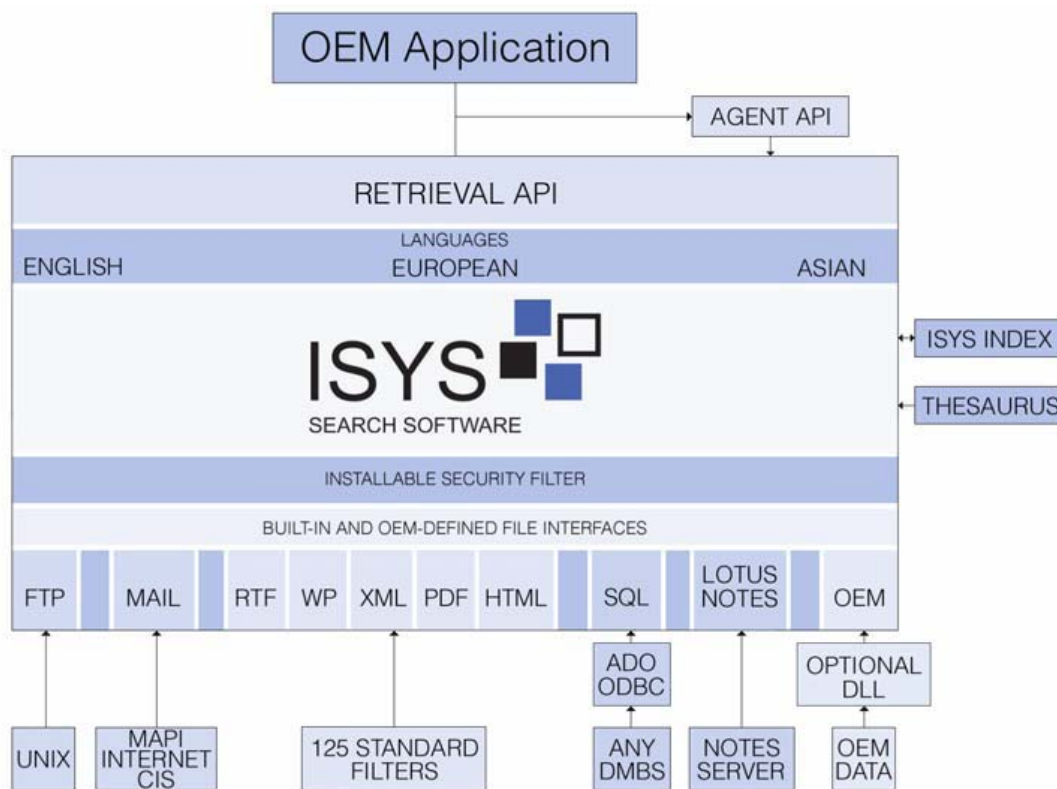 OEM Application
AGENT API
RETRIEVAL API
LANGUAGES
ENGLISH
EUROPEAN
ASIAN
ISYS
SEARCH SOFTWARE
ISYS INDEX
THESAURUS
INSTALLABLE SECURITY FILTER
BUILT-IN AND OEM-DEFINED FILE INTERFACES
FTP
MAIL
RTF
WP
XML
PDF
HTML
SQL
LOTUS
NOTES
OEM
ADO
ODBC
OPTIONAL
DLL
UNIX
MAPI
INTERNET
CIS
125 STANDARD
FILTERS
ANY
DMBS
NOTES
SERVER
OEM
DATA